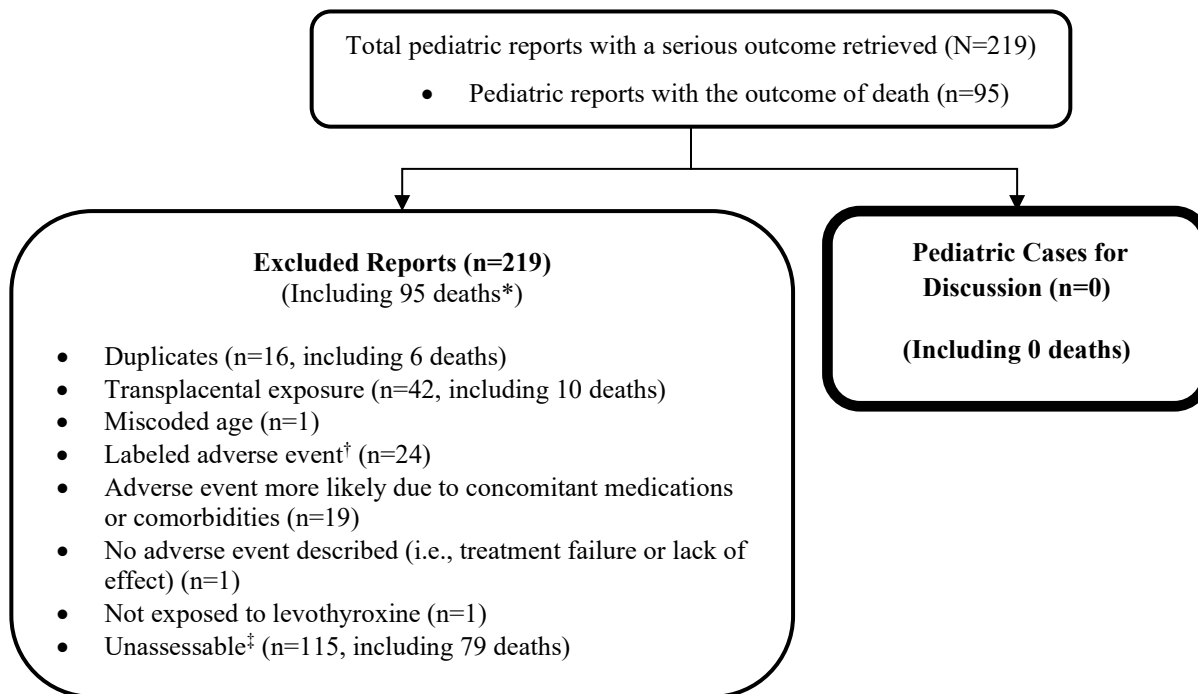 Total pediatric reports with a serious outcome retrieved (N=219)
• Pediatric reports with the outcome of death (n=95)
Excluded Reports (n=219)
(Including 95 deaths*)
• Duplicates (n=16, including 6 deaths)
• Transplacental exposure (n=42, including 10 deaths)
• Miscoded age (n=1)
• Labeled adverse event† (n=24)
• Adverse event more likely due to concomitant medications
or comorbidities (n=19)
• No adverse event described (i.e., treatment failure or lack of
effect) (n=1)
• Not exposed to levothyroxine (n=1)
• Unassessable‡ (n=115, including 79 deaths)
Pediatric Cases for
Discussion (n=0)
(Including 0 deaths)